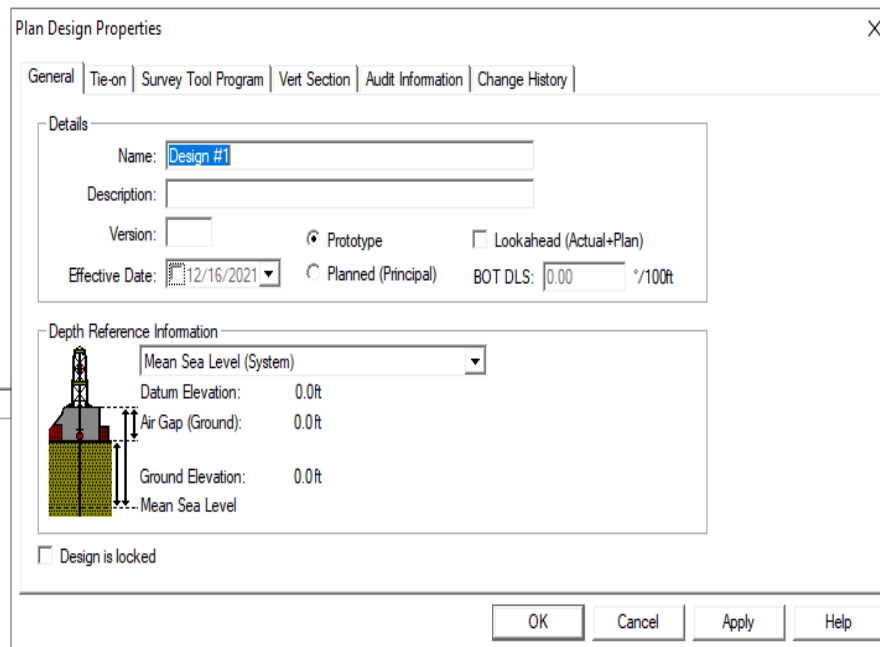 Plan Design Properties
General Tie-on Survey Tool Program Vert Section Audit Information Change History
Details
Name: Design #1
Description:
Version: Prototype Lookahead (Actual+Plan)
Effective Date: 12/16/2021 Planned (Principal) BOT DLS: 0.00 °/100ft
Depth Reference Information
Mean Sea Level (System)
Datum Elevation: 0.0ft
Air Gap (Ground): 0.0ft
Ground Elevation: 0.0ft
Mean Sea Level
Design is locked
OK Cancel Apply Help